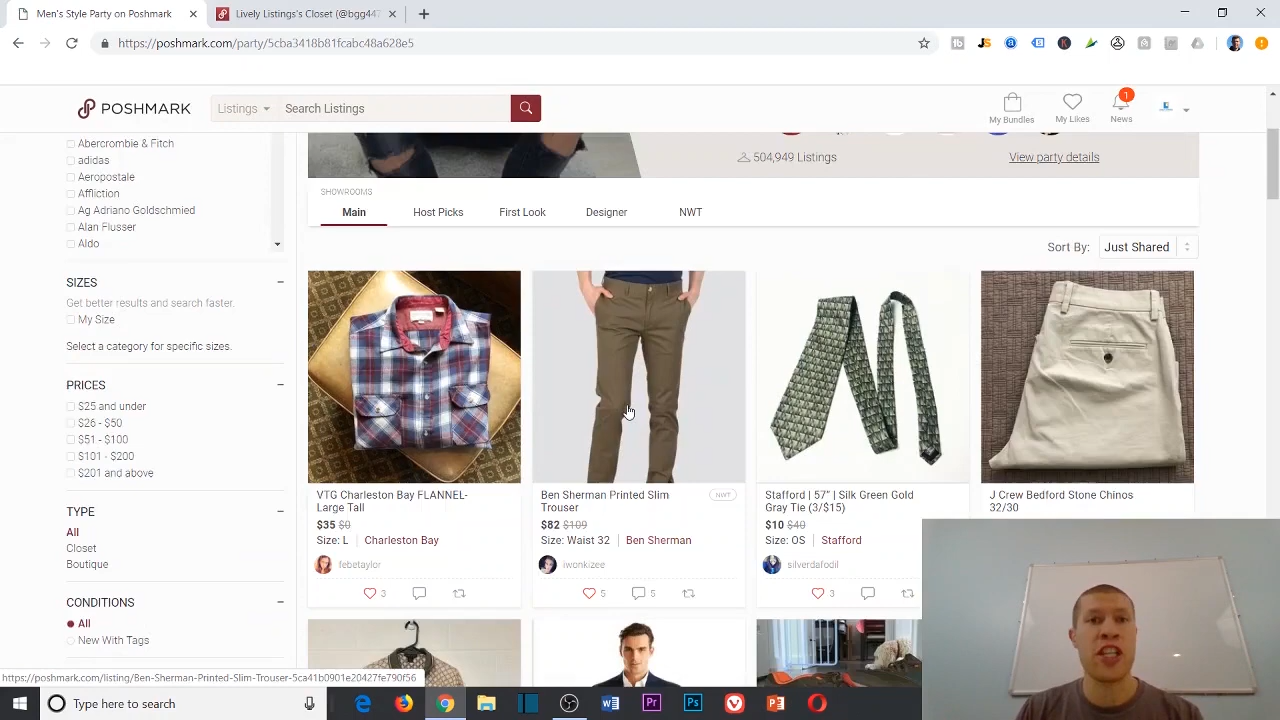 Men's Style Party on Poshmark
Lively Listings's Closet (@bgg447
https://poshmark.com/party/5cba3418b81fcabc48a628e5
POSHMARK
Listings
Search Listings
My Bundles
My Likes
1
News
Abercrombie & Fitch
adidas
Aeropostale
Affliction
Ag Adriano Goldschmied
Alan Flusser
Aldo
SIZES
Get better results and search faster.
My Size
Select a category for specific sizes.
PRICES
$25 and under
$26 - $50
$51 - $100
$101 - $200
$201 and above
TYPE
All
Closet
Boutique
CONDITIONS
All
New With Tags
504,949 Listings
View party details
SHOWROOMS
Main
Host Picks
First Look
Designer
NWT
Sort By:
Just Shared
VTG Charleston Bay FLANNEL-
Large Tall
$35 $0
Size: L
Charleston Bay
febetaylor
3
Ben Sherman Printed Slim
Trouser
NWT
$82 $109
Size: Waist 32
Ben Sherman
iwonkizee
5
5
Stafford | 57" | Silk Green Gold
Gray Tie (3/$15)
$10 $40
Size: OS
Stafford
silverdafodil
3
J Crew Bedford Stone Chinos
32/30
https://poshmark.com/listing/Ben-Sherman-Printed-Slim-Trouser-5ca41b0901e20427fe790f56
Type here to search